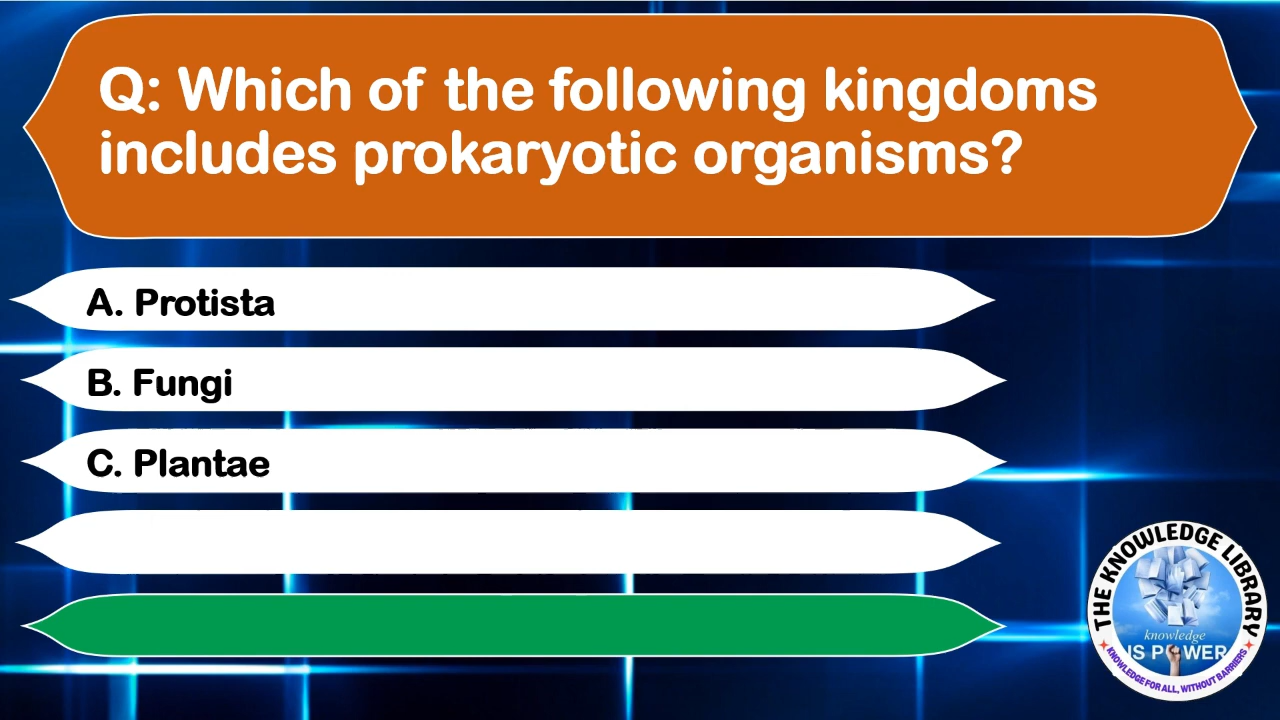 Q: Which of the following kingdoms
includes prokaryotic organisms?
A. Protista
B. Fungi
C. Plantae
THE KNOWLEDGE LIBRARY
knowledge
IS POWER
KNOWLEDGE FOR ALL, WITHOUT BARRIERS